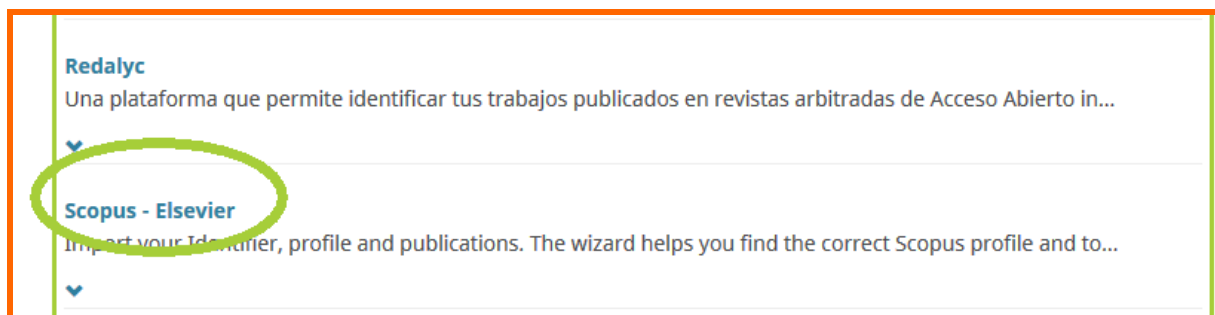 Redalyc
Una plataforma que permite identificar tus trabajos publicados en revistas arbitradas de Acceso Abierto in...
Scopus - Elsevier
Import your Identifier, profile and publications. The wizard helps you find the correct Scopus profile and to...